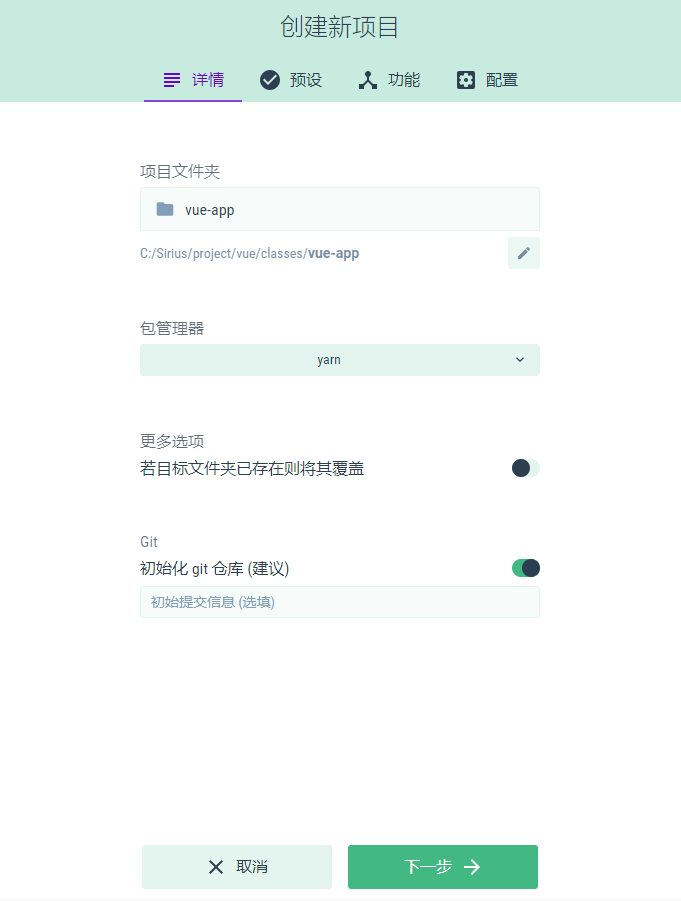 创建新项目
详情 预设 功能 配置
项目文件夹
vue-app
C:/Sirius/project/vue/classes/vue-app
包管理器
yarn
更多选项
若目标文件夹已存在则将其覆盖
Git
初始化 git 仓库 (建议)
初始提交信息 (选填)
取消 下一步